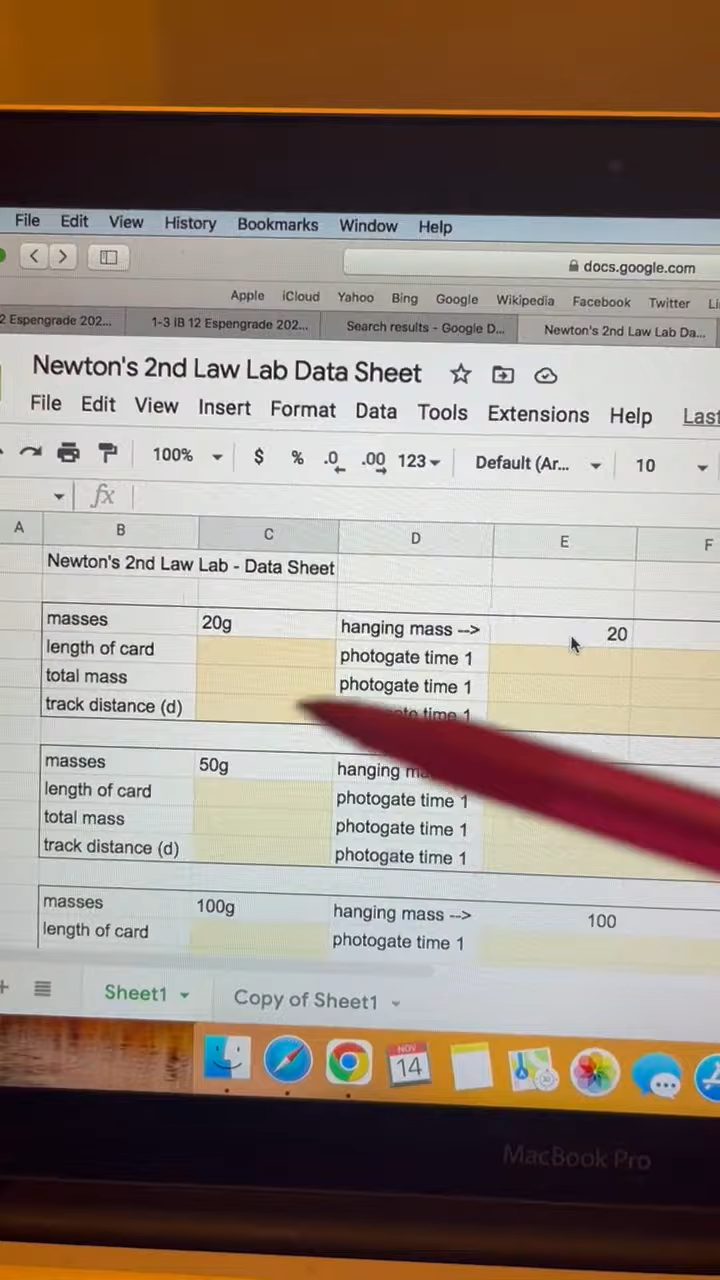 File Edit View History Bookmarks Window Help
docs.google.com
Apple iCloud Yahoo Bing Google Wikipedia Facebook Twitter
2 Espengrade 202... 1-3 IB 12 Espengrade 202... Search results - Google D... Newton's 2nd Law Lab Da...
Newton's 2nd Law Lab Data Sheet
File Edit View Insert Format Data Tools Extensions Help Last
100% $ % .0 .00 123 Default (Ar... 10
fx
A B C D E F
Newton's 2nd Law Lab - Data Sheet
masses 20g hanging mass --> 20
length of card photogate time 1
total mass photogate time 1
track distance (d) time 1
masses 50g hanging
length of card photogate time 1
total mass photogate time 1
track distance (d) photogate time 1
masses 100g hanging mass --> 100
length of card photogate time 1
Sheet1 Copy of Sheet1
NOV
14
MacBook Pro